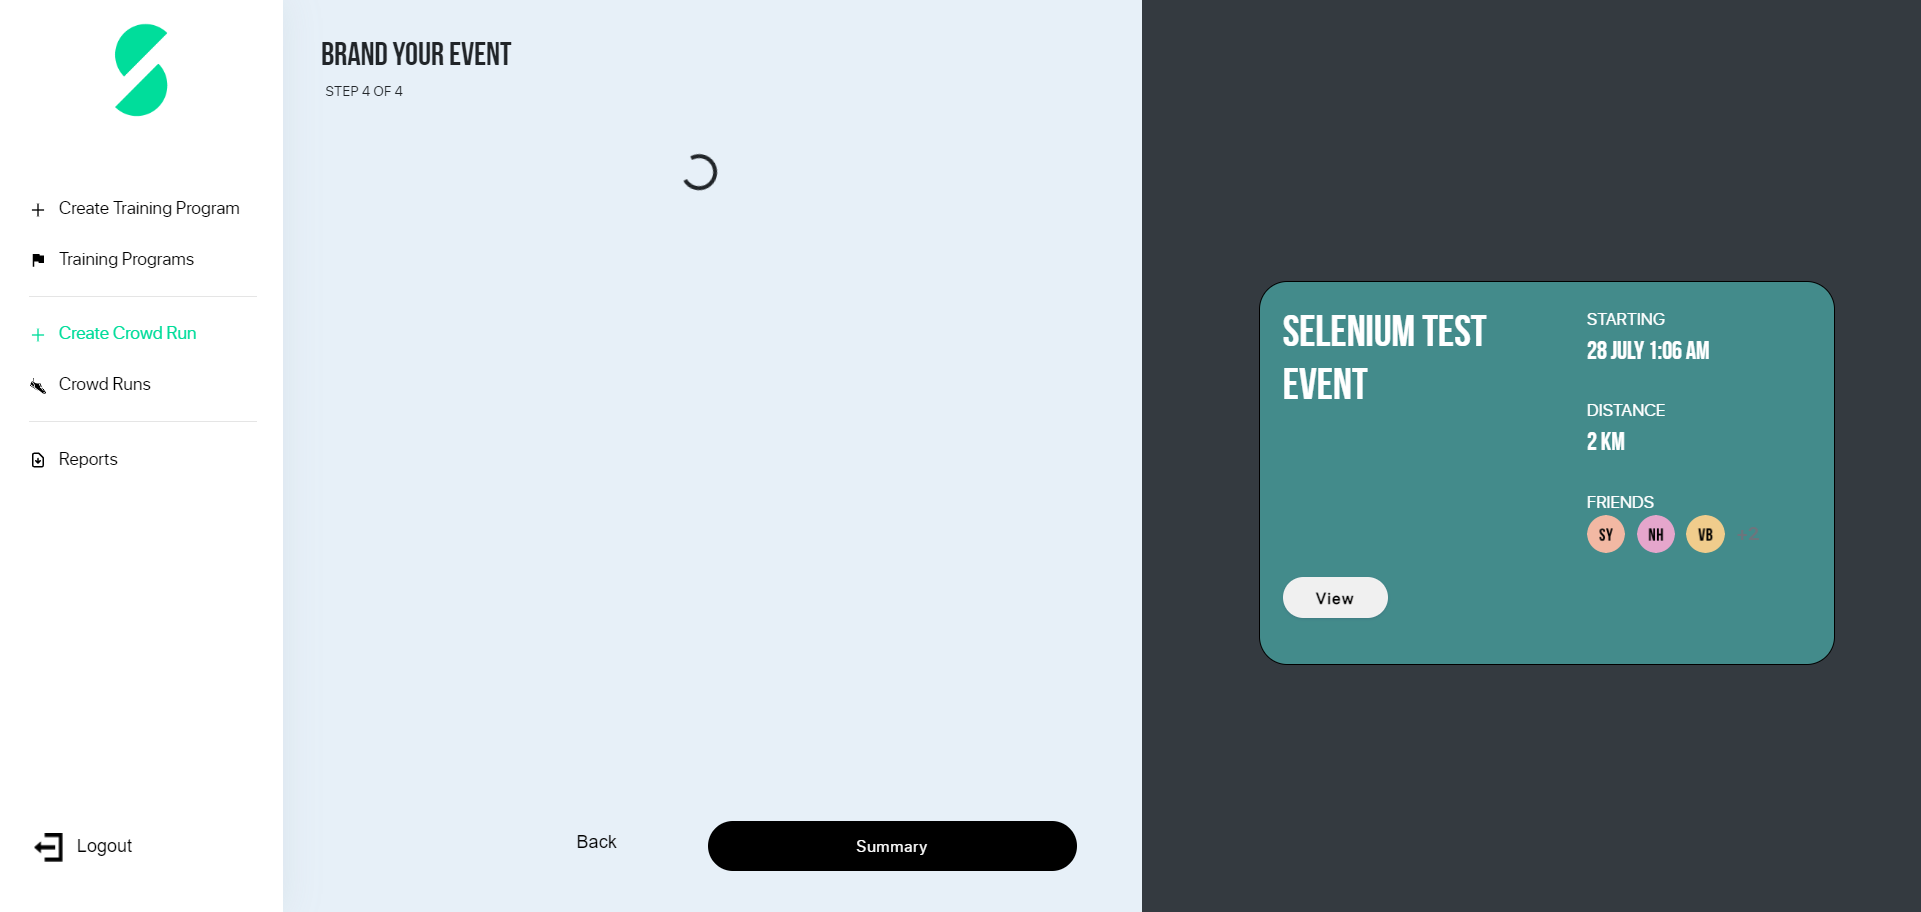 Create Training Program
Training Programs
Create Crowd Run
Crowd Runs
Reports
Logout
BRAND YOUR EVENT
STEP 4 OF 4
Back
Summary
SELENIUM TEST
EVENT
View
STARTING
28 JULY 1:06 AM
DISTANCE
2 KM
FRIENDS
SY NH VB